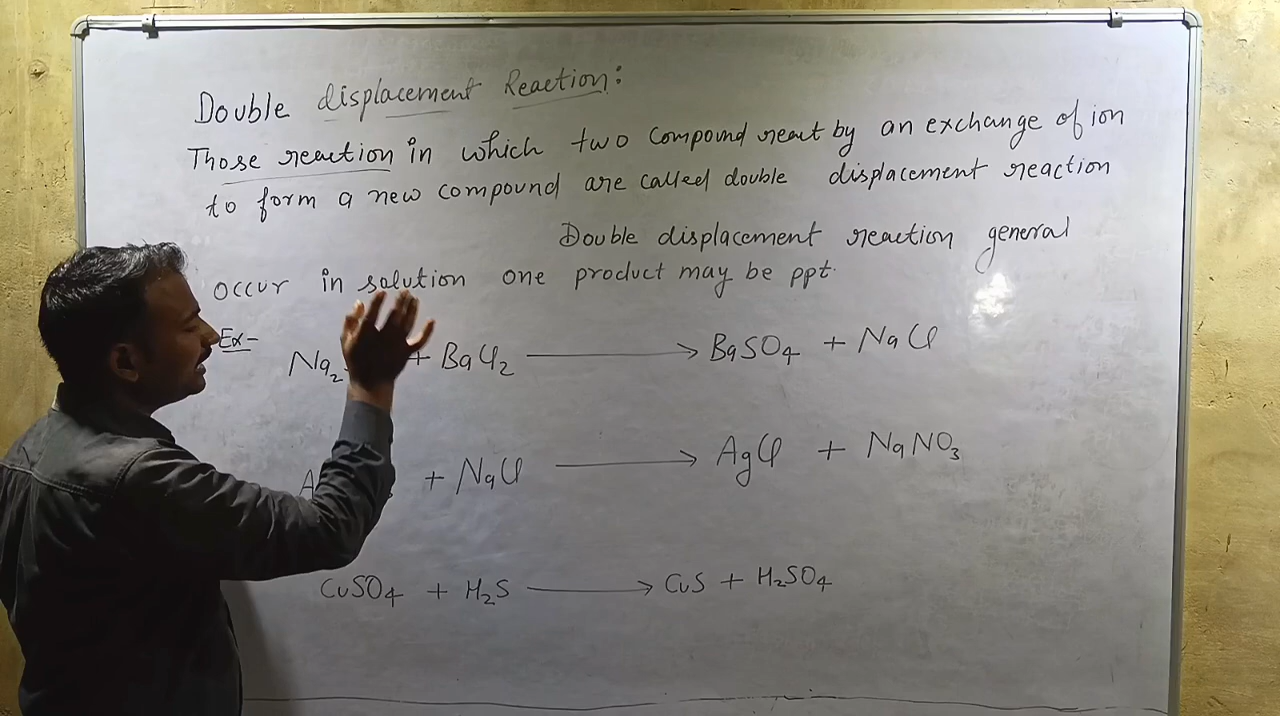 Double displacement Reaction:
Those reaction in which two compound react by an exchange of ion
to form a new compound are called double displacement reaction
Double displacement reaction general
occur in solution one product may be ppt.
Ex- Na2 + BaCl2 → BaSO4 + NaCl
+ NaCl → AgCl + NaNO3
CuSO4 + H2S → CuS + H2SO4